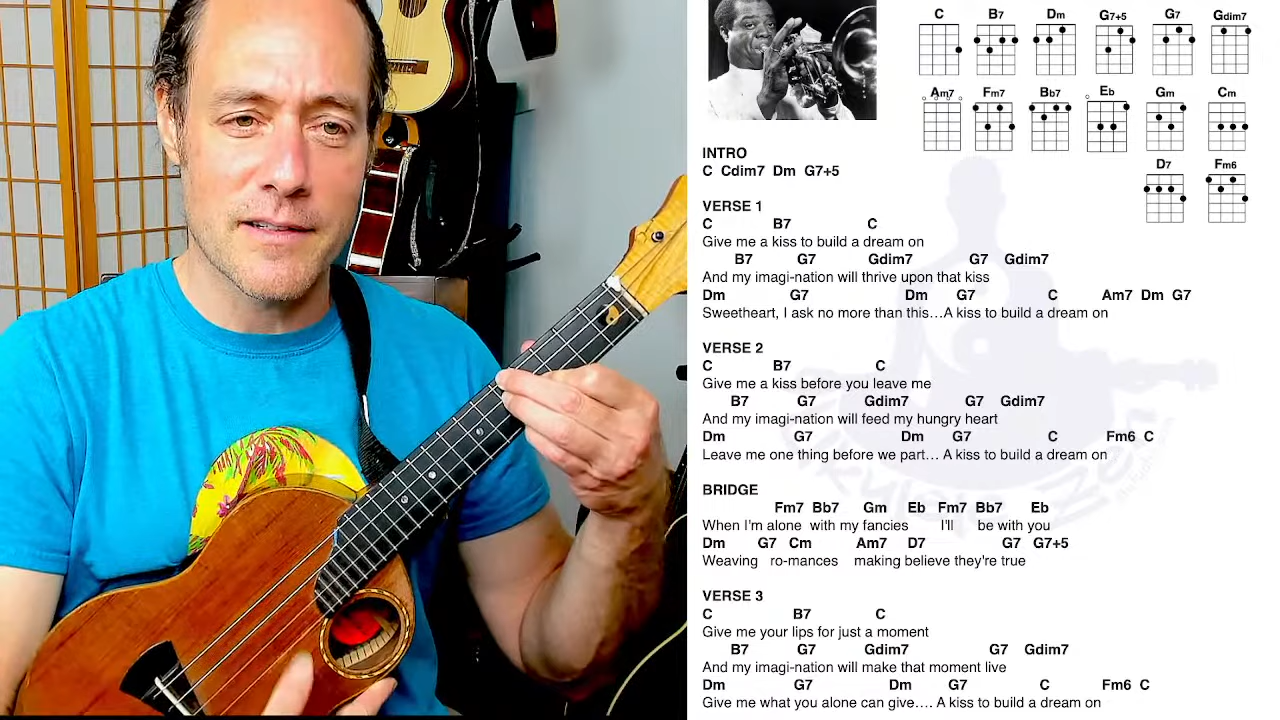 C B7 Dm G7+5 G7 Gdim7
Am7 Fm7 Bb7 Eb Gm Cm
D7 Fm6
INTRO
C Cdim7 Dm G7+5
VERSE 1
C B7 C
Give me a kiss to build a dream on
B7 G7 Gdim7 G7 Gdim7
And my imagi-nation will thrive upon that kiss
Dm G7 Dm G7 C Am7 Dm G7
Sweetheart, I ask no more than this…A kiss to build a dream on
VERSE 2
C B7 C
Give me a kiss before you leave me
B7 G7 Gdim7 G7 Gdim7
And my imagi-nation will feed my hungry heart
Dm G7 Dm G7 C Fm6 C
Leave me one thing before we part… A kiss to build a dream on
BRIDGE
Fm7 Bb7 Gm Eb Fm7 Bb7 Eb
When I'm alone with my fancies I'll be with you
Dm G7 Cm Am7 D7 G7 G7+5
Weaving ro-mances making believe they're true
VERSE 3
C B7 C
Give me your lips for just a moment
B7 G7 Gdim7 G7 Gdim7
And my imagi-nation will make that moment live
Dm G7 Dm G7 C Fm6 C
Give me what you alone can give…. A kiss to build a dream on